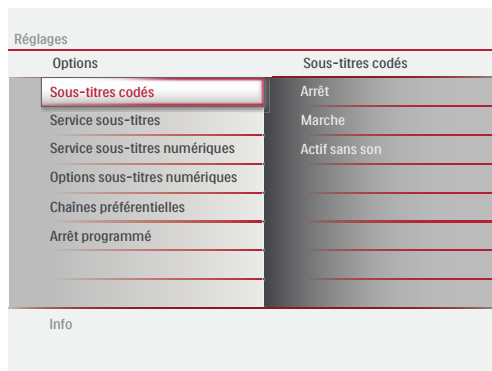 Réglages
Options
Sous-titres codés
Sous-titres codés
Arrêt
Service sous-titres
Marche
Service sous-titres numériques
Actif sans son
Options sous-titres numériques
Chaînes préférentielles
Arrêt programmé
Info